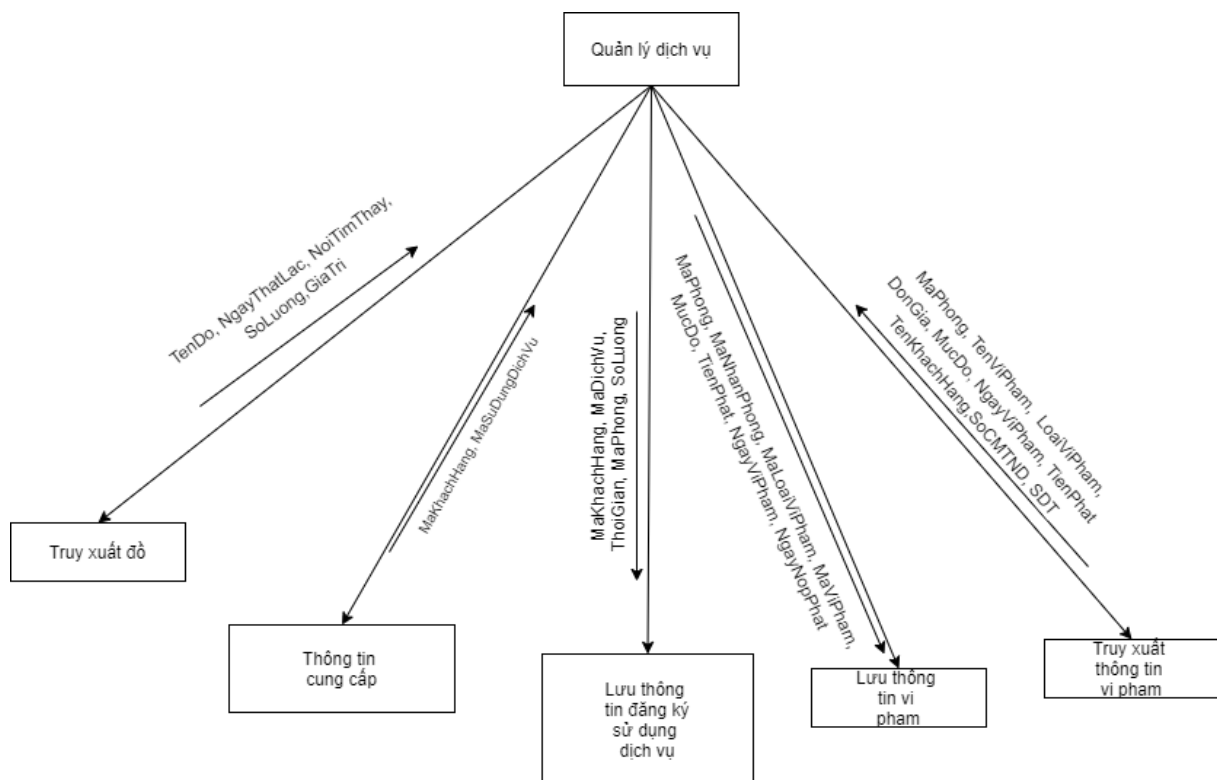 Quản lý dịch vụ
TenDo, NgayThatLac, NoiTimThay,
SoLuong,GiaTri
MaKhachHang, MaSuDungDichVu
MaKhachHang, MaDichVu,
ThoiGian, MaPhong, SoLuong
MaPhong, MaNhanPhong, MaLoaiViPham, MaViPham,
MucDo, TienPhat, NgayViPham, NgayNopPhat
MaPhong, TenViPham, LoaiViPham,
DonGia, MucDo, NgayViPham, TienPhat
TenKhachHang,SoCMTND, SDT
Truy xuất đồ
Thông tin
cung cấp
Lưu thông
tin đăng ký
sử dụng
dịch vụ
Lưu thông
tin vi
pham
Truy xuất
thông tin
vi pham